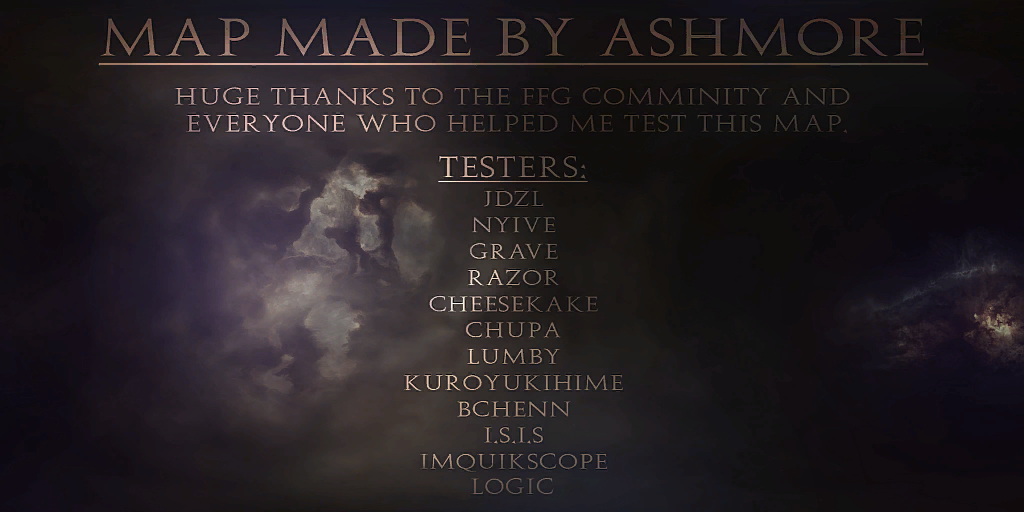 MAP MADE BY ASHMORE
HUGE THANKS TO THE FFG COMMINITY AND
EVERYONE WHO HELPED ME TEST THIS MAP.
TESTERS:
JDZL
NYIVE
GRAVE
RAZOR
CHEESEKAKE
CHUPA
LUMBY
KUROYUKIHIME
BCHENN
I.S.I.S
IMQUIKSCOPE
LOGIC